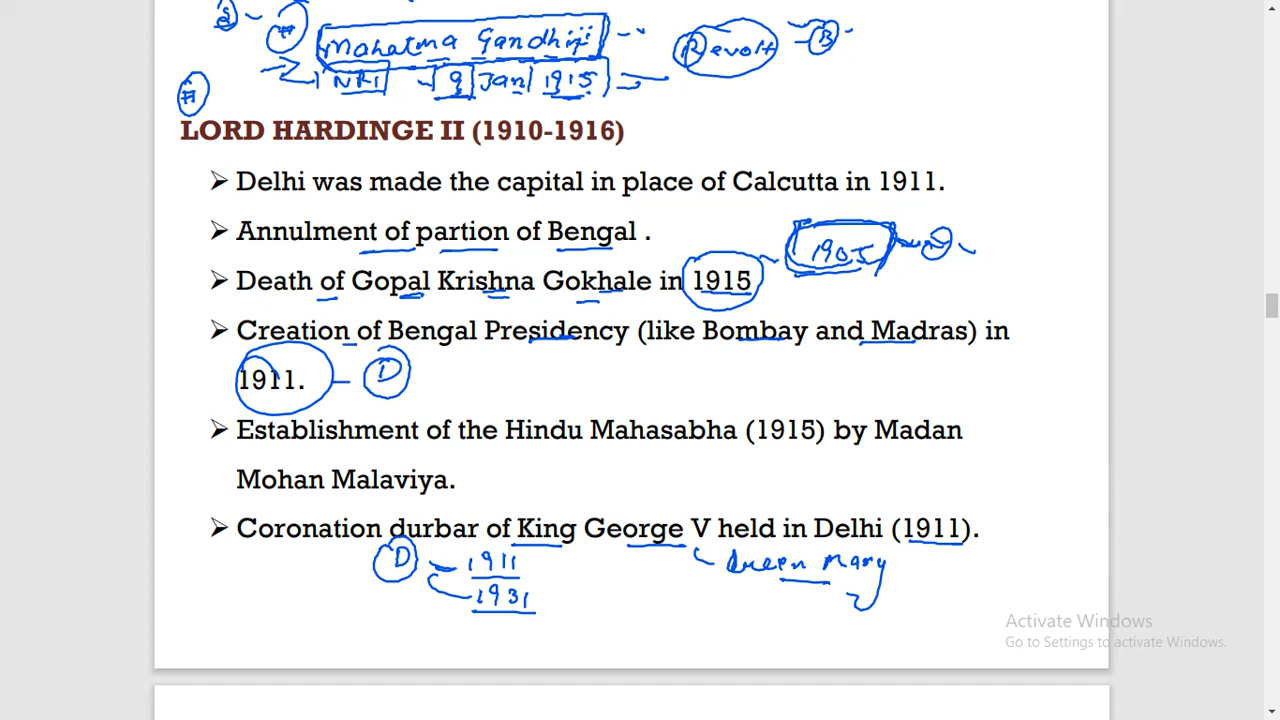 Mahatma Gandhiji Revolt B
NRI 9 Jan 1915
LORD HARDINGE II (1910-1916)
➢ Delhi was made the capital in place of Calcutta in 1911.
➢ Annulment of partion of Bengal .
1905
➢ Death of Gopal Krishna Gokhale in 1915
➢ Creation of Bengal Presidency (like Bombay and Madras) in
1911. D
➢ Establishment of the Hindu Mahasabha (1915) by Madan
Mohan Malaviya.
➢ Coronation durbar of King George V held in Delhi (1911).
D 1911 Queen Mary
1931
Activate Windows
Go to Settings to activate Windows.